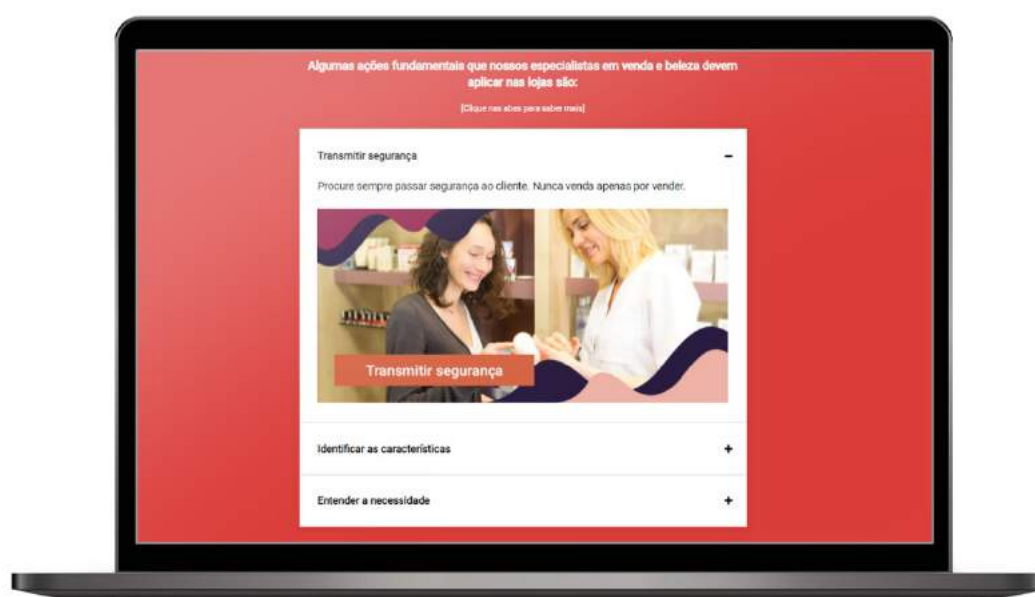 Algumas ações fundamentais que nossos especialistas em venda e beleza devem
aplicar nas lojas são:
[Clique nas abas para saber mais]
Transmitir segurança
Procure sempre passar segurança ao cliente. Nunca venda apenas por vender.
Transmitir segurança
Identificar as características
Entender a necessidade